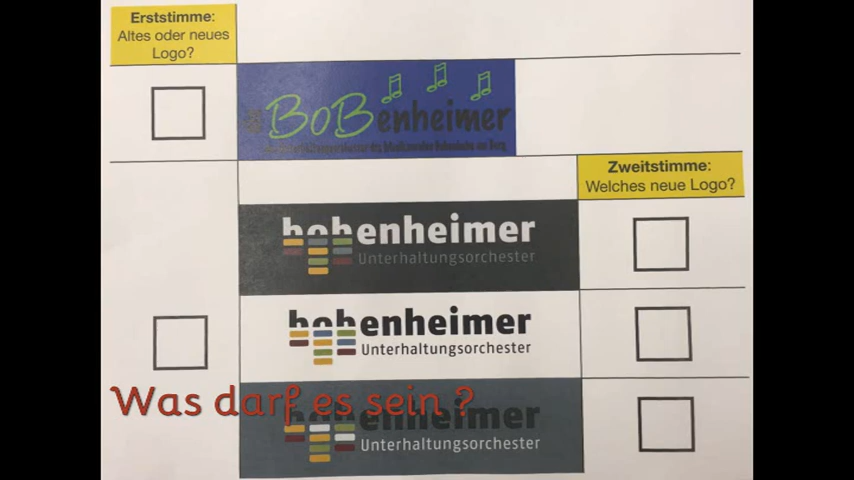 Erststimme:
Altes oder neues
Logo?
BoBenheimer
Zweitstimme:
Welches neue Logo?
bobenheimer
Unterhaltungsorchester
bobenheimer
Unterhaltungsorchester
Was darf es sein ?
bobenheimer
Unterhaltungsorchester